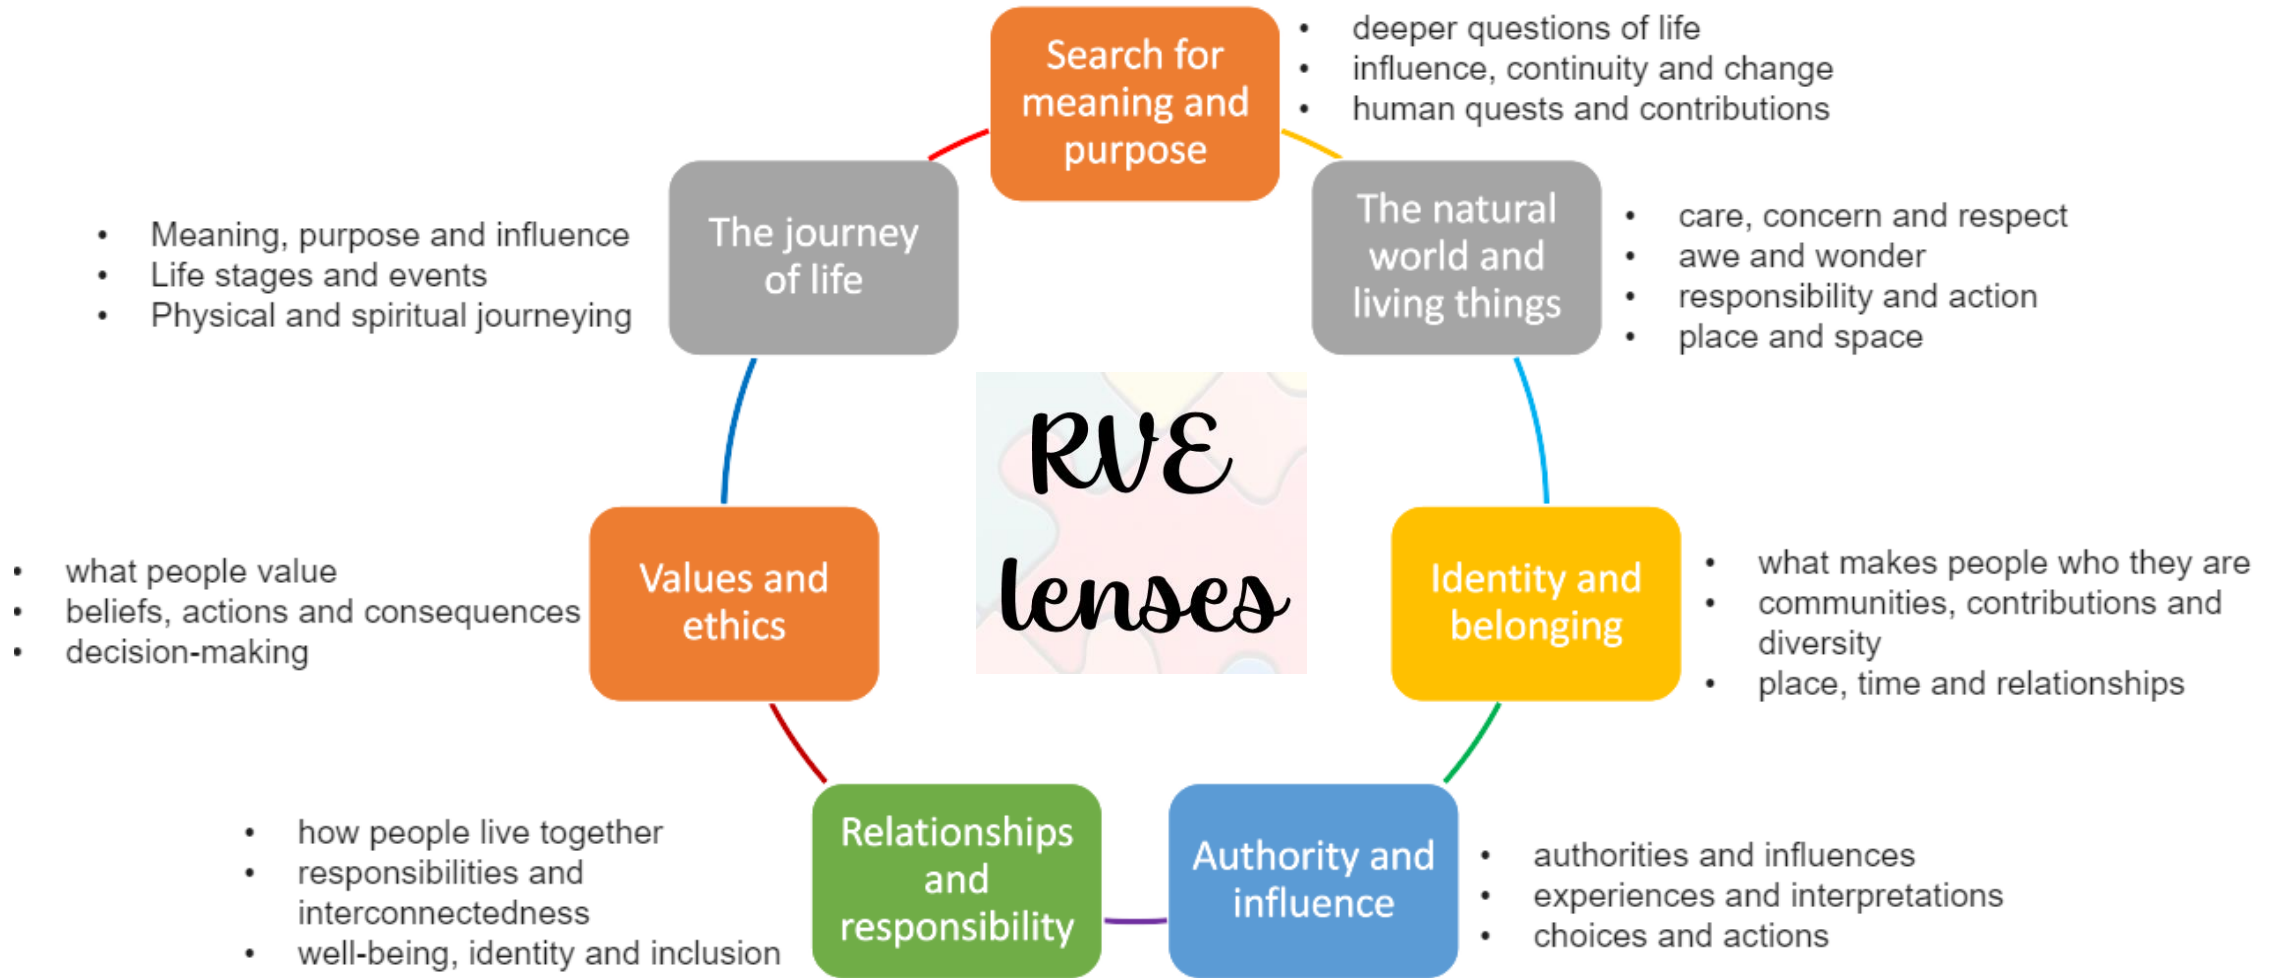 Search for
meaning and
purpose
• deeper questions of life
• influence, continuity and change
• human quests and contributions
The natural
world and
living things
• care, concern and respect
• awe and wonder
• responsibility and action
• place and space
Identity and
belonging
• what makes people who they are
• communities, contributions and
diversity
• place, time and relationships
Authority and
influence
• authorities and influences
• experiences and interpretations
• choices and actions
Relationships
and
responsibility
• how people live together
• responsibilities and
interconnectedness
• well-being, identity and inclusion
Values and
ethics
• what people value
• beliefs, actions and consequences
• decision-making
The journey
of life
• Meaning, purpose and influence
• Life stages and events
• Physical and spiritual journeying
RVE
lenses